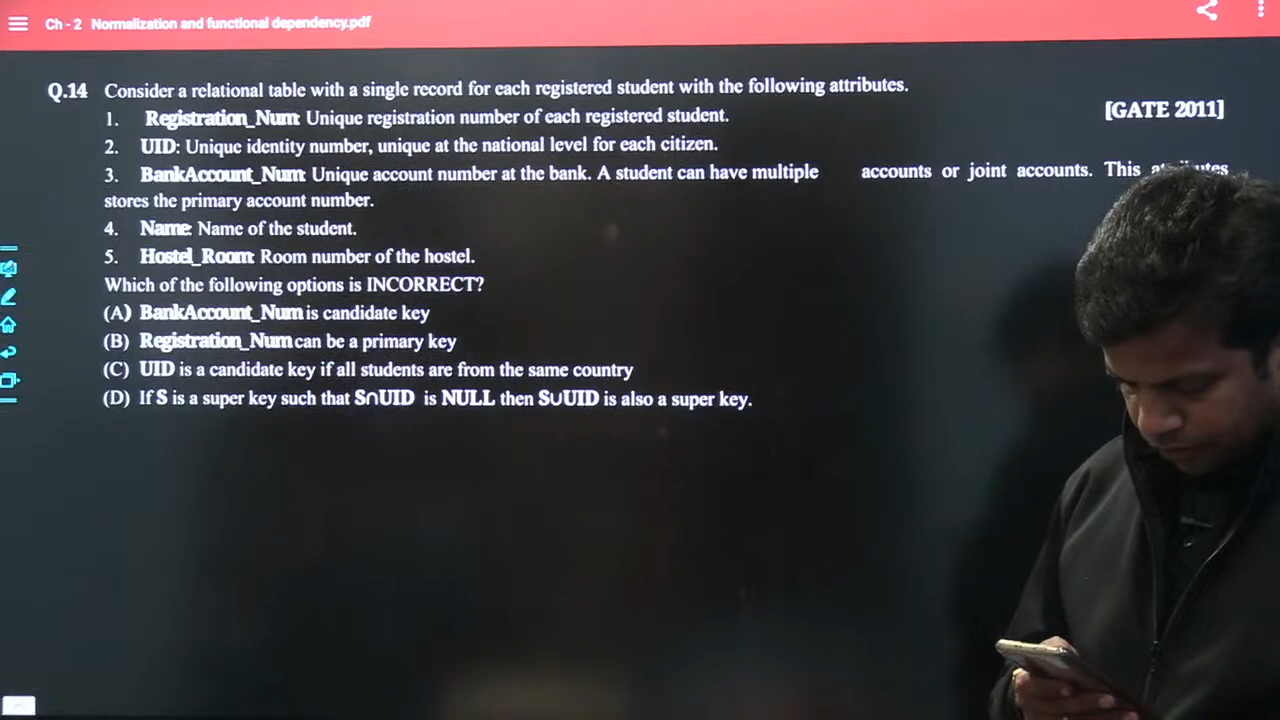 Ch - 2 Normalization and functional dependency.pdf
Q.14 Consider a relational table with a single record for each registered student with the following attributes.
[GATE 2011]
1. Registration_Num: Unique registration number of each registered student.
2. UID: Unique identity number, unique at the national level for each citizen.
3. BankAccount_Num: Unique account number at the bank. A student can have multiple accounts or joint accounts. This
stores the primary account number.
4. Name: Name of the student.
5. Hostel_Room: Room number of the hostel.
Which of the following options is INCORRECT?
(A) BankAccount_Num is candidate key
(B) Registration_Num can be a primary key
(C) UID is a candidate key if all students are from the same country
(D) If S is a super key such that S∩UID is NULL then S∪UID is also a super key.